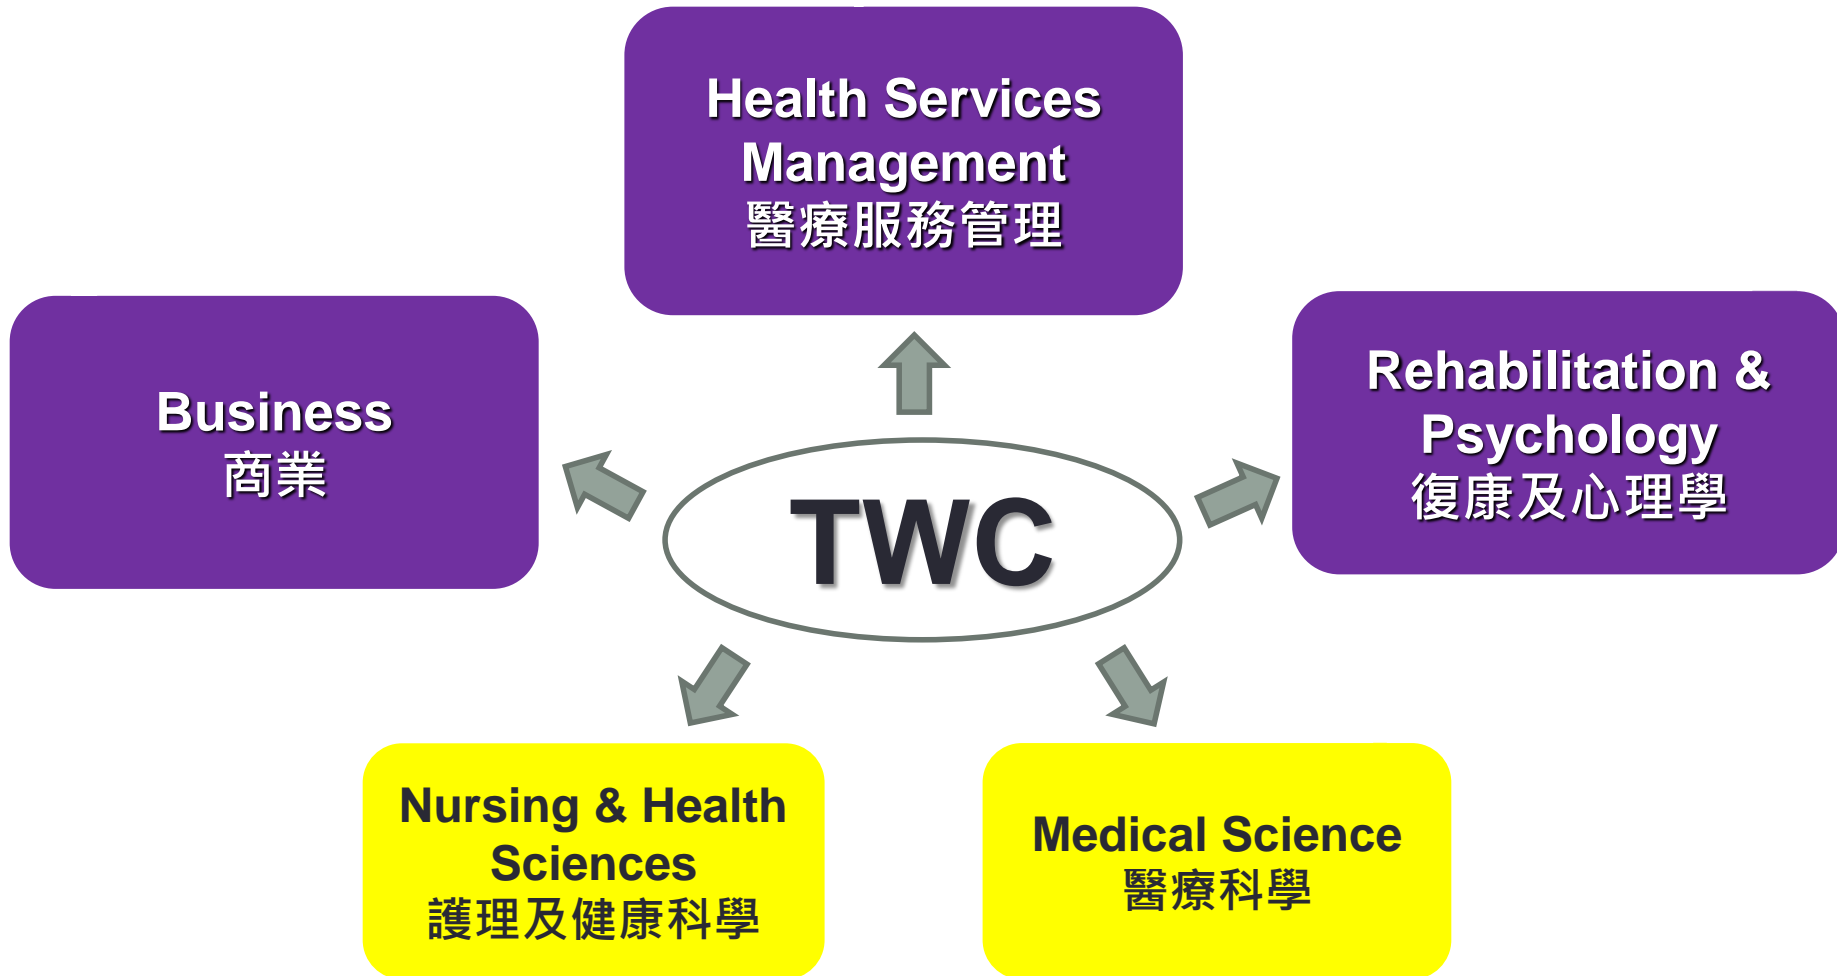 Health Services
Management
醫療服務管理
Business
商業
Rehabilitation &
Psychology
復康及心理學
TWC
Nursing & Health
Sciences
護理及健康科學
Medical Science
醫療科學